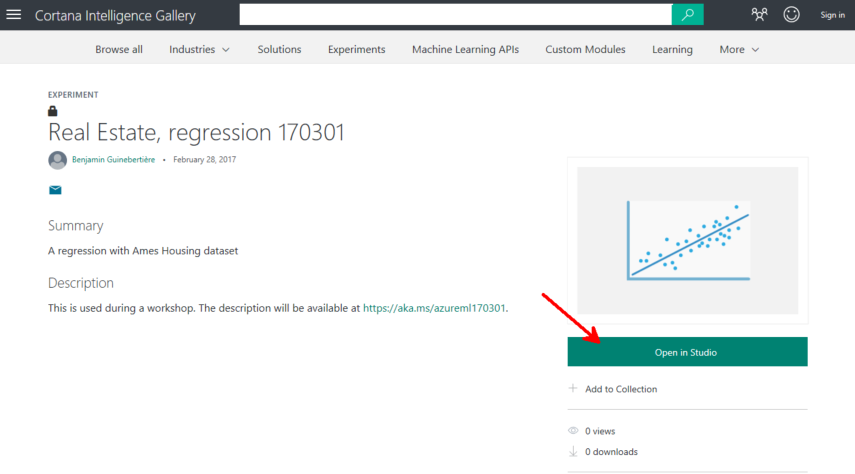 Cortana Intelligence Gallery
Sign in
Browse all Industries Solutions Experiments Machine Learning APIs Custom Modules Learning More
EXPERIMENT
Real Estate, regression 170301
Benjamin Guinebertière • February 28, 2017
Summary
A regression with Ames Housing dataset
Description
This is used during a workshop. The description will be available at https://aka.ms/azureml170301.
Open in Studio
Add to Collection
0 views
0 downloads